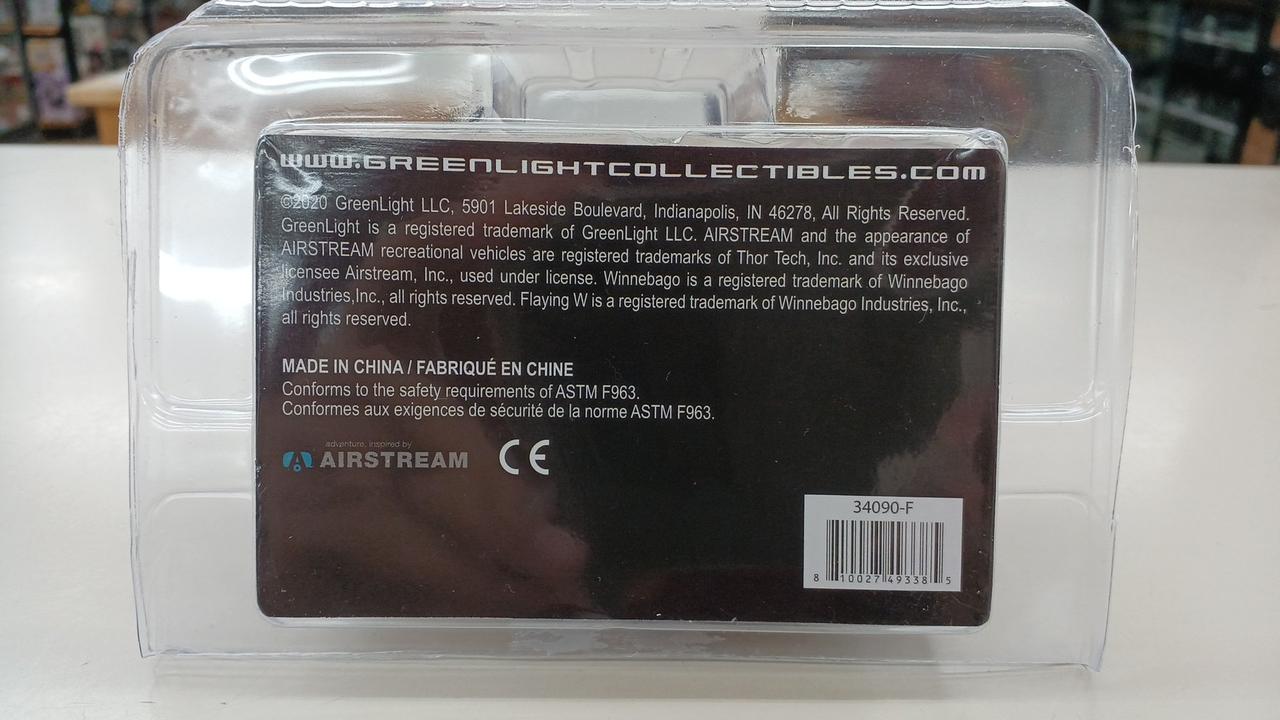 www.GREENLIGHTCOLLECTIBLES.COM
©2020 GreenLight LLC, 5901 Lakeside Boulevard, Indianapolis, IN 46278, All Rights Reserved.
GreenLight is a registered trademark of GreenLight LLC. AIRSTREAM and the appearance of
AIRSTREAM recreational vehicles are registered trademarks of Thor Tech, Inc. and its exclusive
licensee Airstream, Inc., used under license. Winnebago is a registered trademark of Winnebago
Industries,Inc., all rights reserved. Flaying W is a registered trademark of Winnebago Industries, Inc.,
all rights reserved.
MADE IN CHINA / FABRIQUÉ EN CHINE
Conforms to the safety requirements of ASTM F963.
Conformes aux exigences de sécurité de la norme ASTM F963.
adventure, inspired by
AIRSTREAM CE
34090-F
8 10027 49338 5